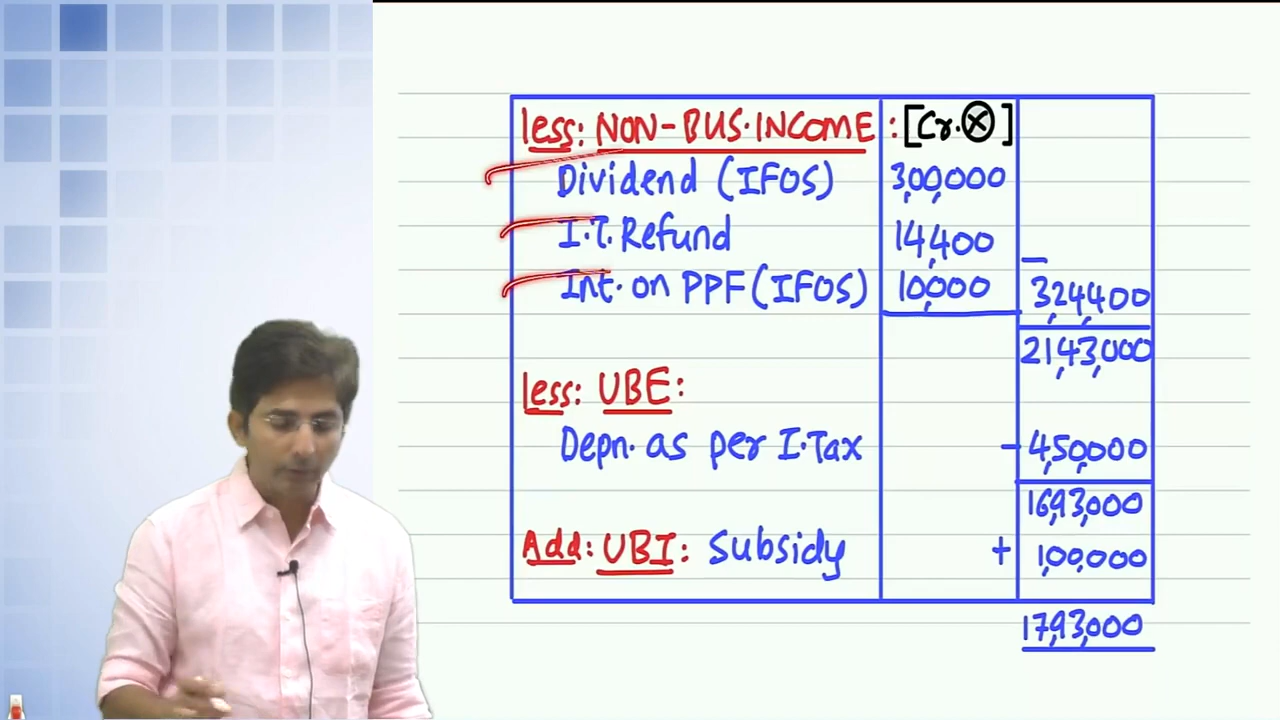 less: NON-BUS.INCOME : [Cr.⊗]
Dividend (IFOS) 3,00,000
I.T. Refund 14,400
Int. on PPF (IFOS) 10,000 – 3,24,400
21,43,000
less: UBE:
Depn. as per I.Tax – 4,50,000
16,93,000
Add: UBI: Subsidy + 1,00,000
17,93,000